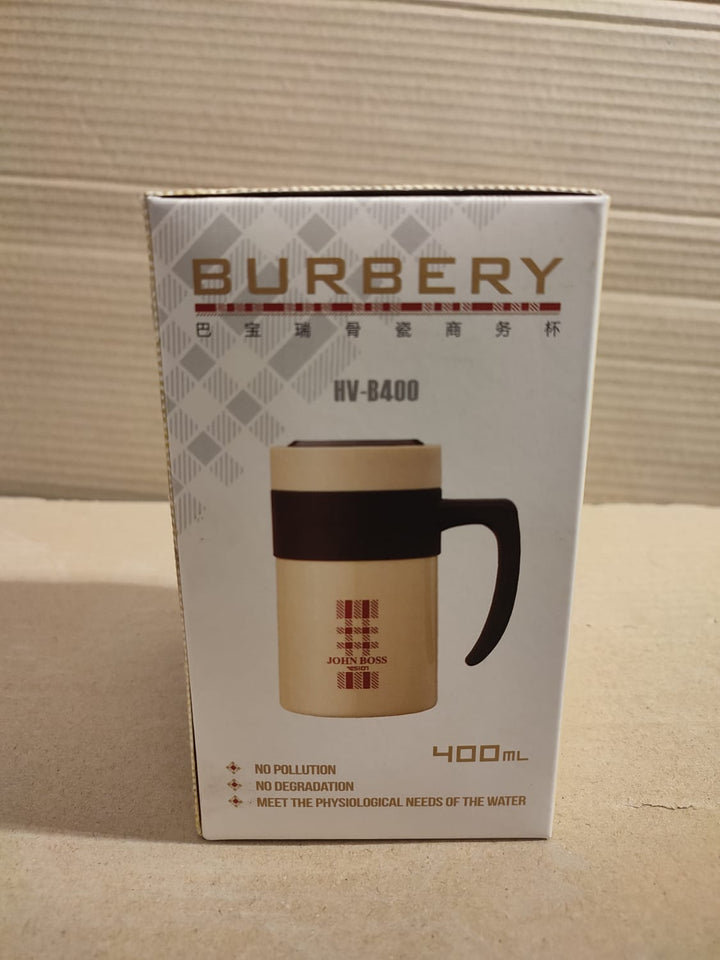 BURBERY
巴宝瑞骨瓷商务杯
HV-B400
JOHN BOSS
400ML
NO POLLUTION
NO DEGRADATION
MEET THE PHYSIOLOGICAL NEEDS OF THE WATER